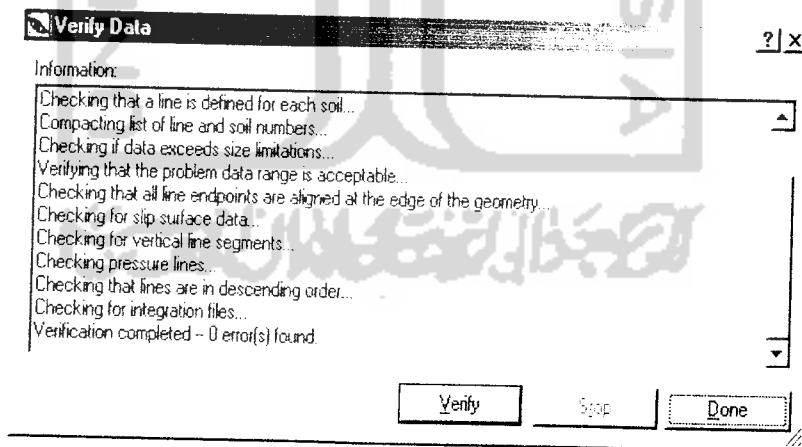 Verify Data
? x
Information:
Checking that a line is defined for each soil...
Compacting list of line and soil numbers...
Checking if data exceeds size limitations...
Verifying that the problem data range is acceptable...
Checking that all line endpoints are aligned at the edge of the geometry...
Checking for slip surface data...
Checking for vertical line segments...
Checking pressure lines...
Checking that lines are in descending order...
Checking for integration files...
Verification completed -- 0 error(s) found.
Verify
Stop
Done